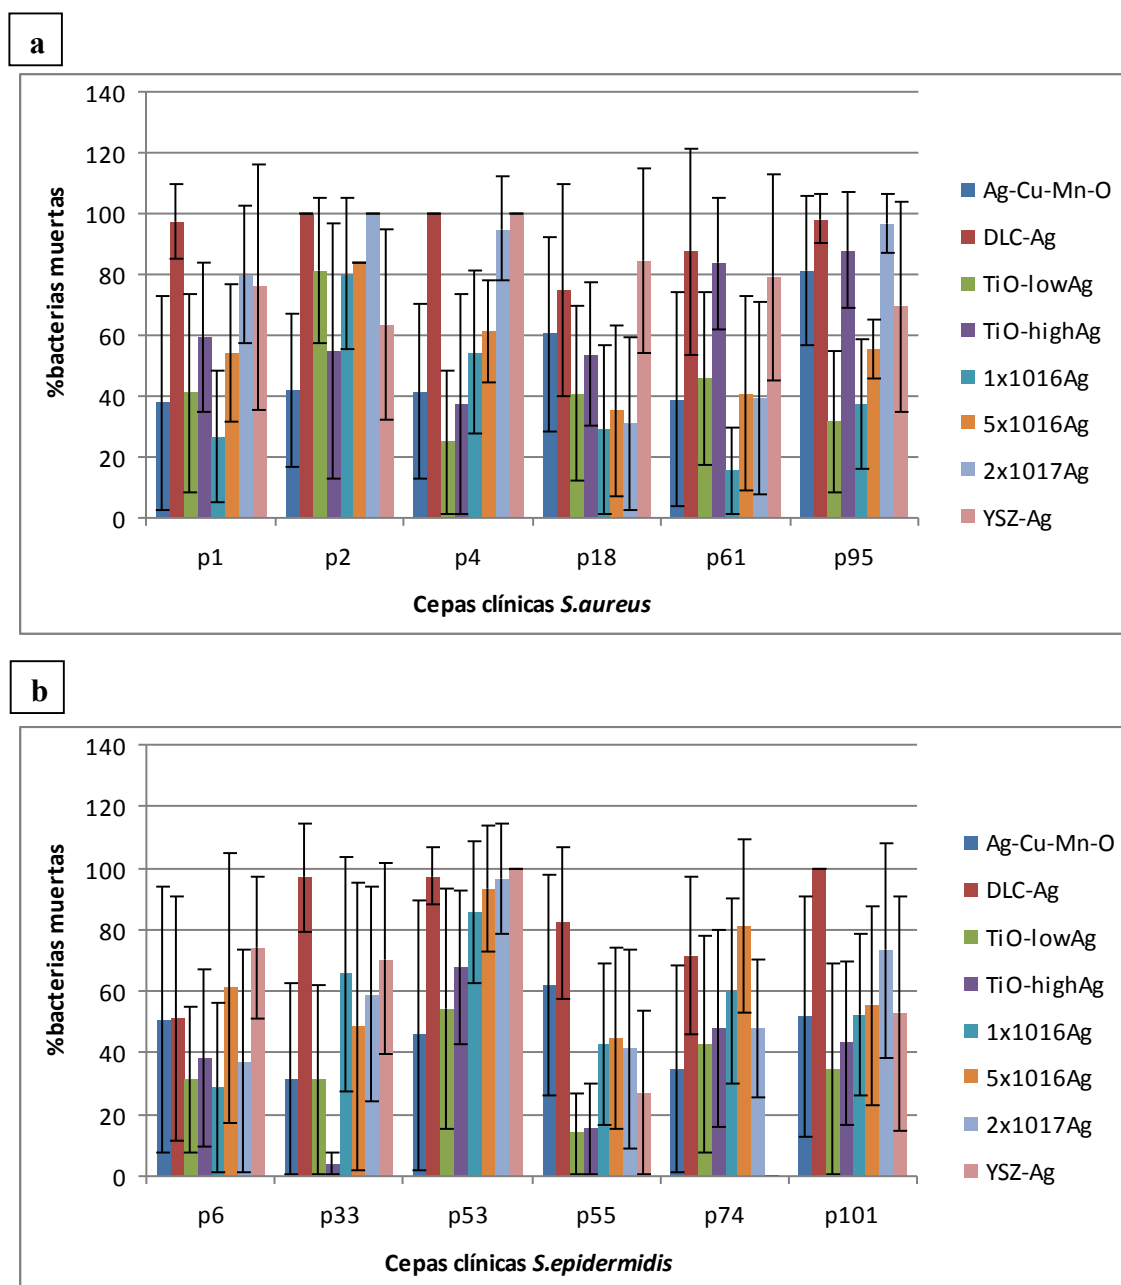 a
140
120
100
80
60
40
20
0
%bacterias muertas
p1 p2 p4 p18 p61 p95
Cepas clínicas S.aureus
Ag-Cu-Mn-O
DLC-Ag
TiO-lowAg
TiO-highAg
1x1016Ag
5x1016Ag
2x1017Ag
YSZ-Ag
b
140
120
100
80
60
40
20
0
%bacterias muertas
p6 p33 p53 p55 p74 p101
Cepas clínicas S.epidermidis
Ag-Cu-Mn-O
DLC-Ag
TiO-lowAg
TiO-highAg
1x1016Ag
5x1016Ag
2x1017Ag
YSZ-Ag